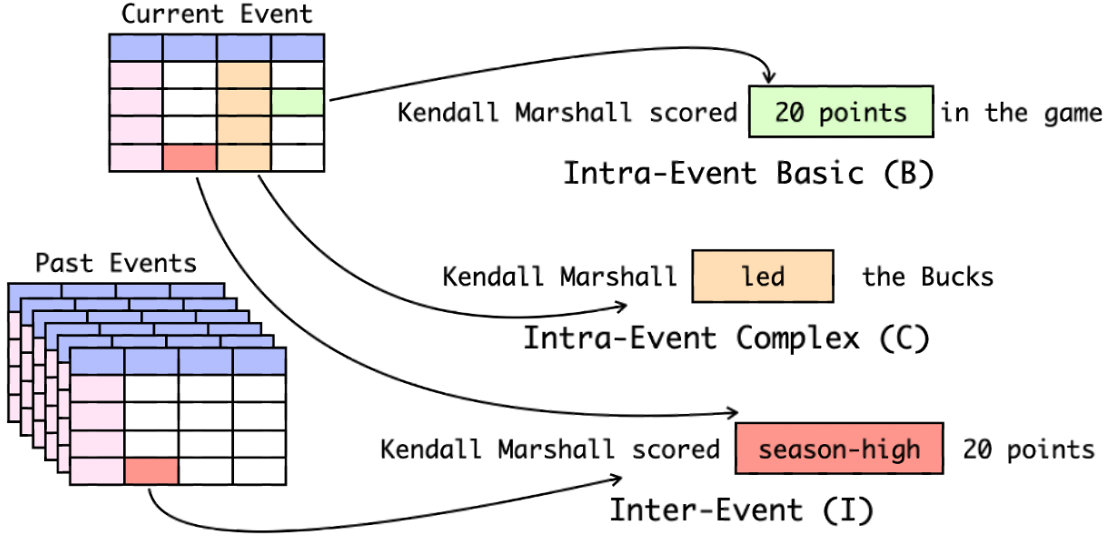 Current Event
Kendall Marshall scored 20 points in the game
Intra-Event Basic (B)
Past Events
Kendall Marshall led the Bucks
Intra-Event Complex (C)
Kendall Marshall scored season-high 20 points
Inter-Event (I)